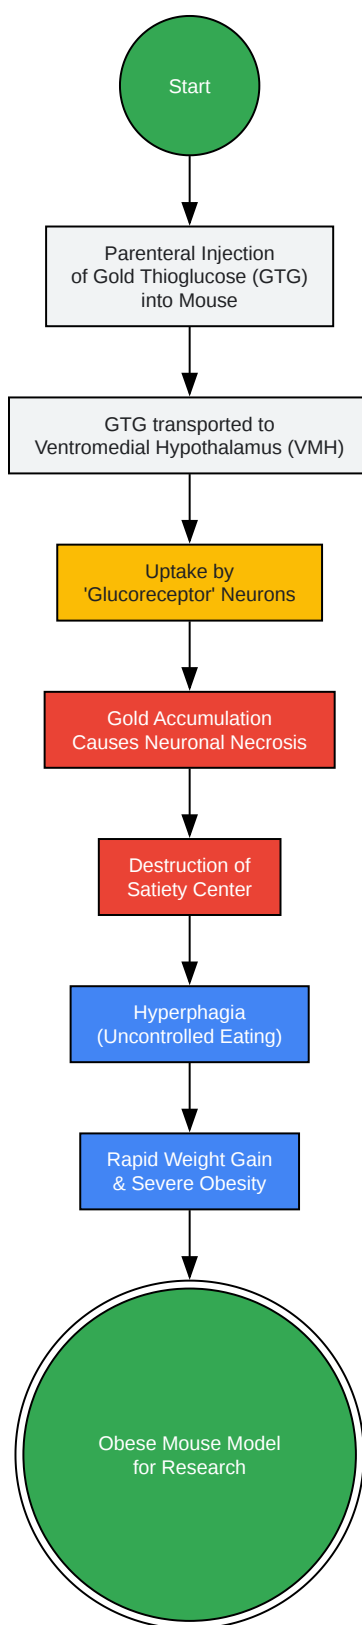 Start
Parenteral Injection
of Gold Thioglucose (GTG)
into Mouse
GTG transported to
Ventromedial Hypothalamus (VMH)
Uptake by
'Glucoreceptor' Neurons
Gold Accumulation
Causes Neuronal Necrosis
Destruction of
Satiety Center
Hyperphagia
(Uncontrolled Eating)
Rapid Weight Gain
& Severe Obesity
Obese Mouse Model
for Research